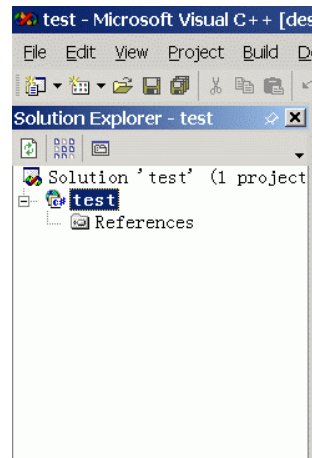 test - Microsoft Visual C++ [des
File Edit View Project Build D
Solution Explorer - test
Solution 'test' (1 project
test
References